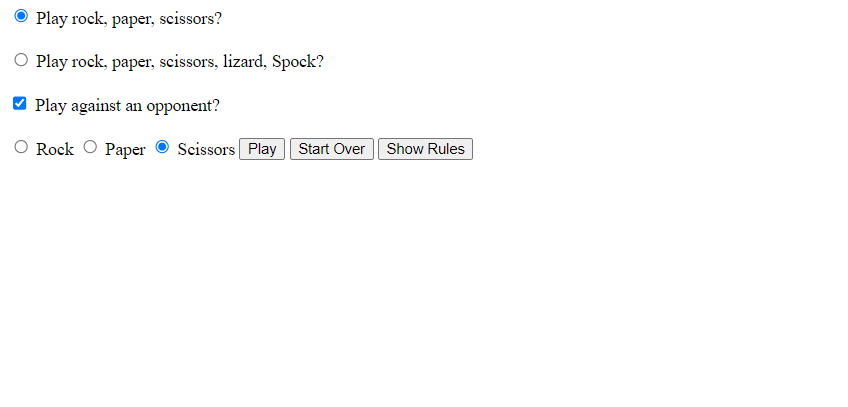 Play rock, paper, scissors?
Play rock, paper, scissors, lizard, Spock?
Play against an opponent?
Rock Paper Scissors Play Start Over Show Rules